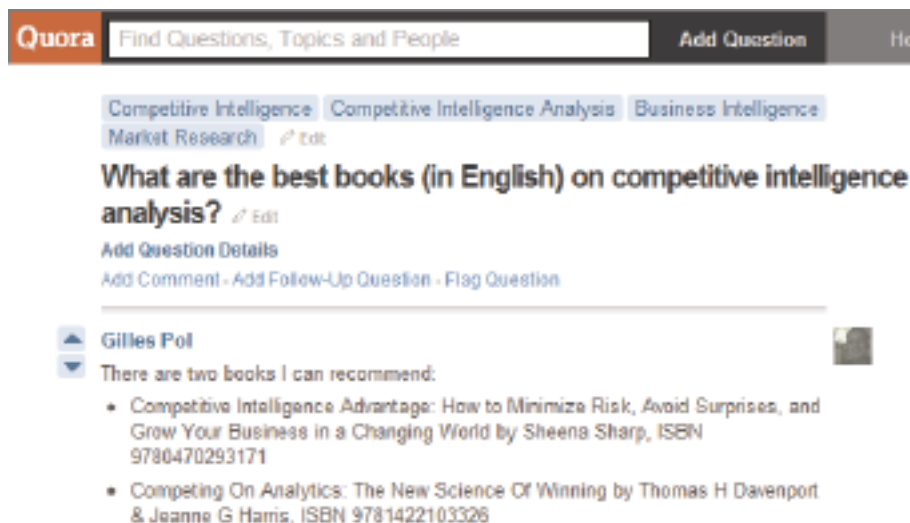 Quora Find Questions, Topics and People Add Question
Competitive Intelligence Competitive Intelligence Analysis Business Intelligence
Market Research Edit
What are the best books (in English) on competitive intelligence
analysis? Edit
Add Question Details
Add Comment · Add Follow-Up Question · Flag Question
Gilles Pol
There are two books I can recommend:
• Competitive Intelligence Advantage: How to Minimize Risk, Avoid Surprises, and
Grow Your Business in a Changing World by Sheena Sharp, ISBN
9780470293171
• Competing On Analytics: The New Science Of Winning by Thomas H Davenport
& Jeanne G Harris, ISBN 9781422103326